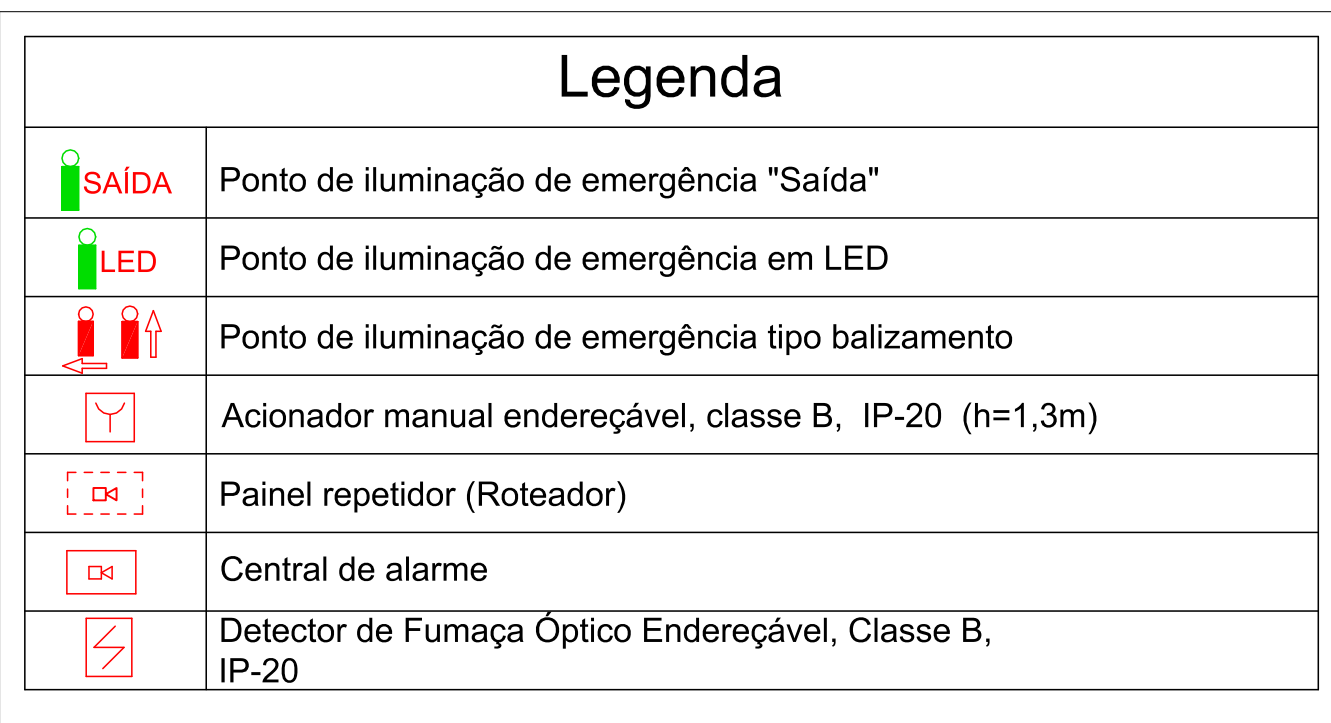 Legenda
SAÍDA Ponto de iluminação de emergência "Saída"
LED Ponto de iluminação de emergência em LED
Ponto de iluminação de emergência tipo balizamento
Acionador manual endereçável, classe B, IP-20 (h=1,3m)
Painel repetidor (Roteador)
Central de alarme
Detector de Fumaça Óptico Endereçável, Classe B,
IP-20